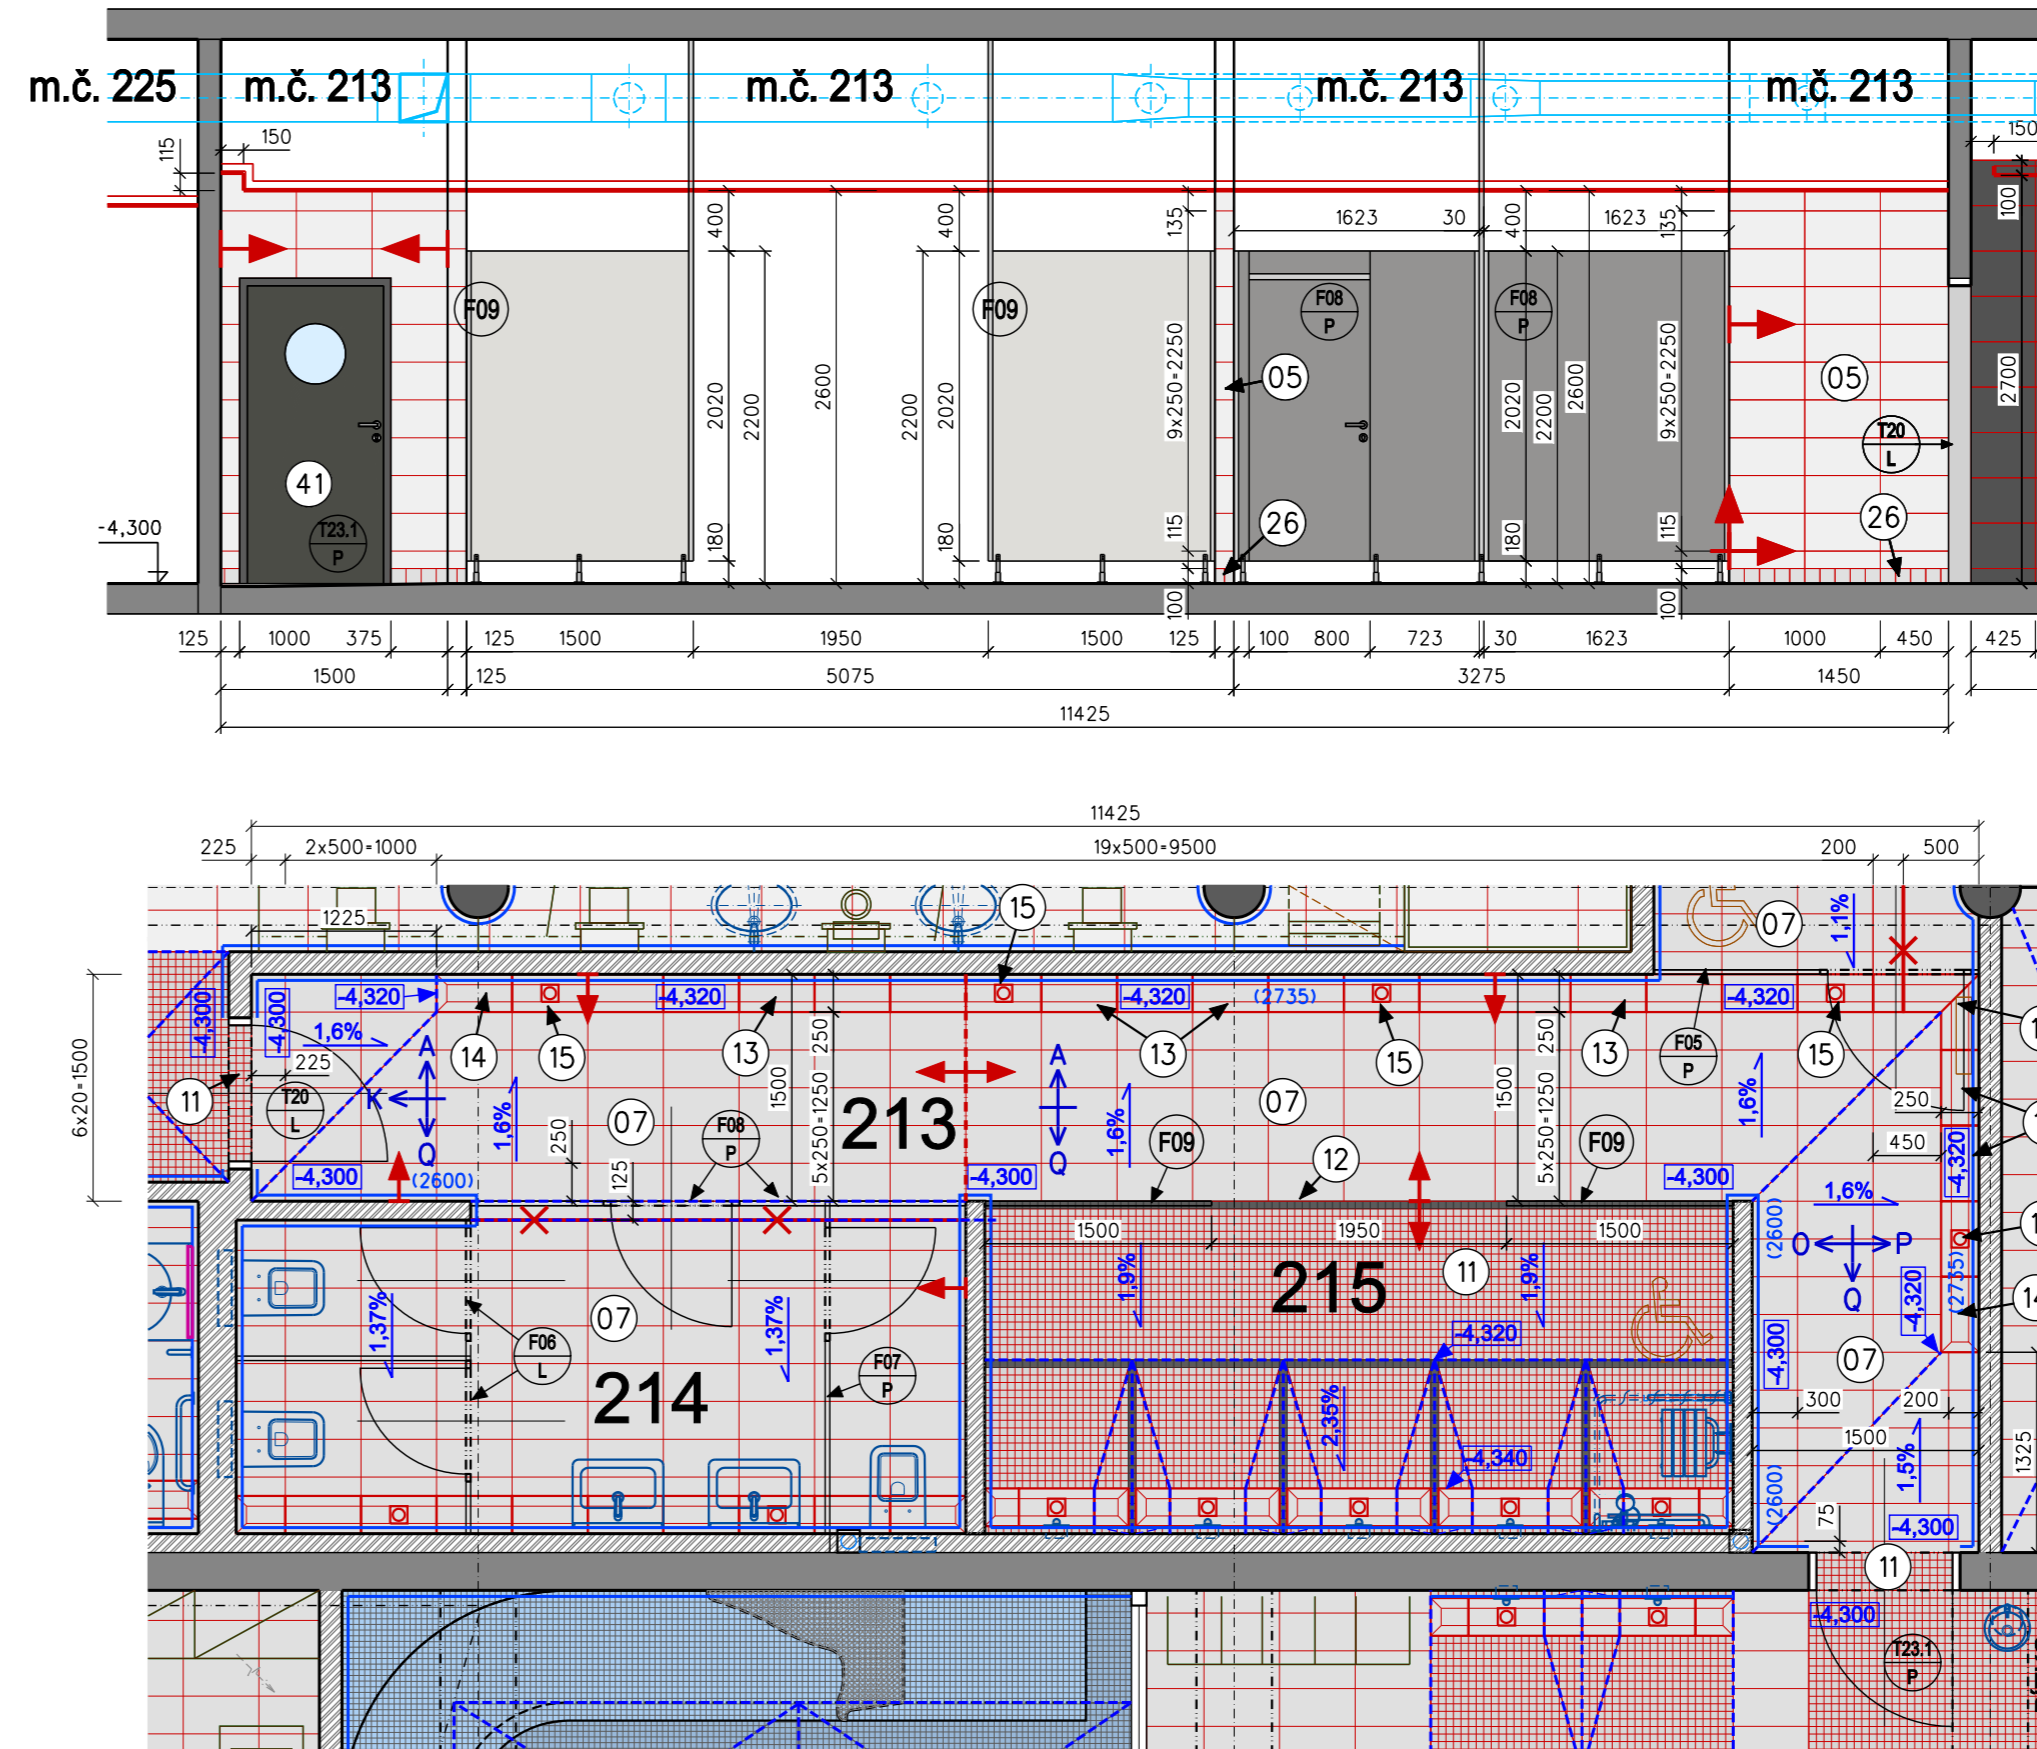 m.č. 225 m.č. 213 m.č. 213 m.č. 213 m.č. 213
115 150 150
400 400 135 1623 30 400 1623 135 100
F09 F09 F08 P F08 P
05 05
2020 2200 2600 2200 2020 9x250=2250 2020 2200 2600 9x250=2250 2700
T20 L
41
T23.1 P
26 26
-4,300
180 180 115 180 115
100 100
125 1000 375 125 1500 1950 1500 125 100 800 723 30 1623 1000 450 425
1500 125 5075 3275 1450
11425
11425
225 2x500=1000 19x500=9500 200 500
1225 15 07 1,1%
-4,300 -4,300 -4,320 -4,320 -4,320 (2735) -4,320
1,6% 14 15 13 13 15 13 F05 P 15
A 250 A 250
225 1500 1500
6x20=1500
11 T20 L K 1,6% 07 F08 P 213 1,6% 07 1,6% 250
250 F09 12 F09 450
Q 125 5x250=1250 Q 5x250=1250 -4,320
-4,300 (2600) -4,300 -4,300 1,6%
1500 1950 1500 (2600) O P
1,9% 215 11 1,9% Q (2735)
1,37% 07 1,37% -4,320 -4,320
F06 L F07 P -4,300 07
214
2,35% 300 200
-4,340 1500 1,5% 1325
(2600) 75 -4,300
11
-4,300
T23.1 P